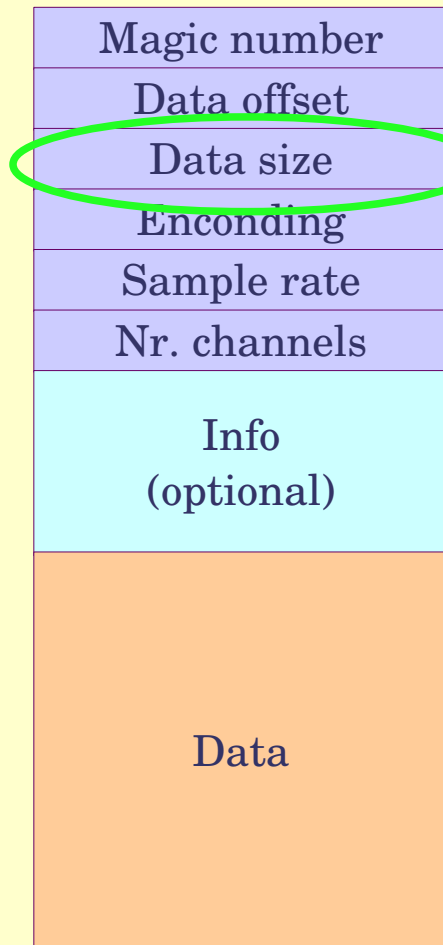 Magic number
Data offset
Data size
Enconding
Sample rate
Nr. channels
Info
(optional)
Data